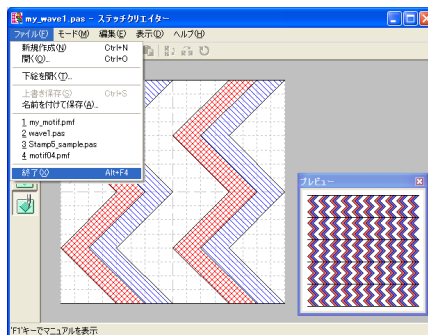 my_wave1.pas - ステッチクリエイター
ファイル(F) モード(M) 編集(E) 表示(D) ヘルプ(H)
新規作成(N) Ctrl+N
開く(O)... Ctrl+O
下絵を開く(T)...
上書き保存(S) Ctrl+S
名前を付けて保存(A)...
1 my_motif.pmf
2 wave1.pas
3 Stamp5_sample.pas
4 motif04.pmf
終了(X) Alt+F4
プレビュー
'F1'キーでマニュアルを表示